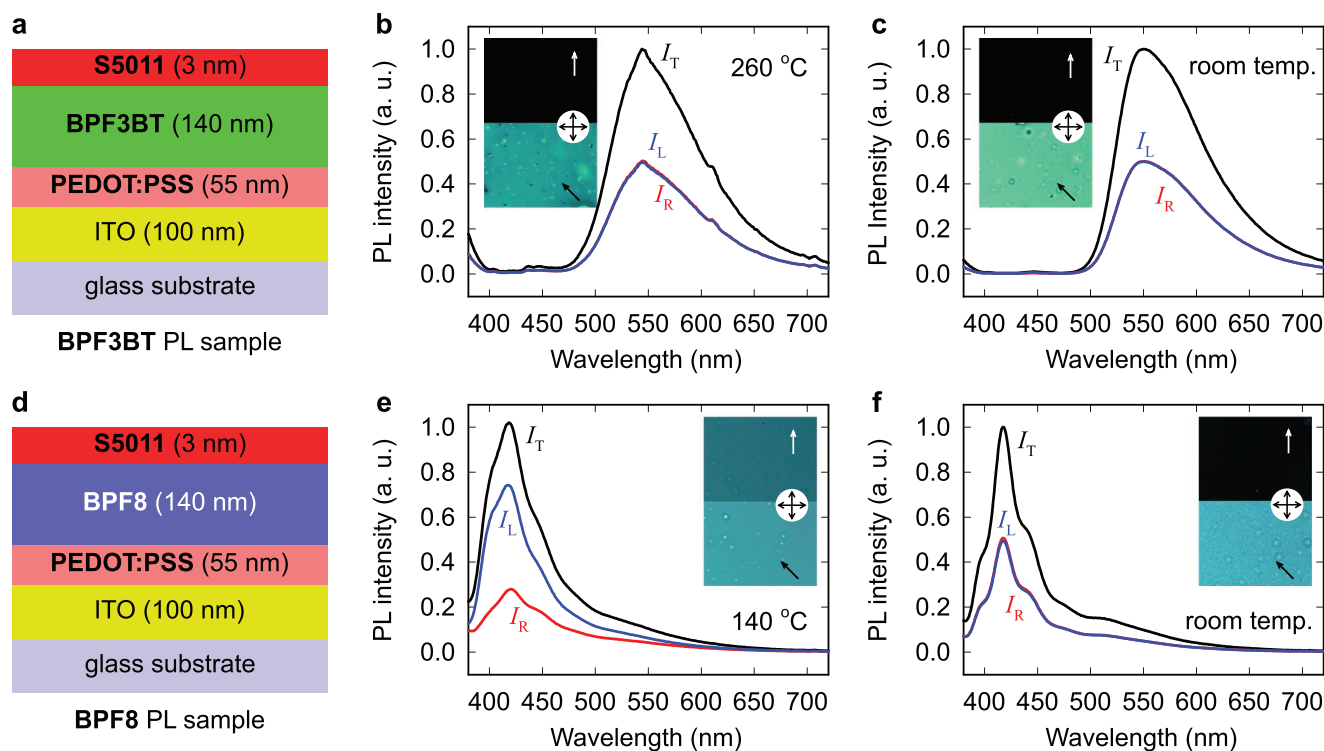 a
S5011 (3 nm)
BPF3BT (140 nm)
PEDOT:PSS (55 nm)
ITO (100 nm)
glass substrate
BPF3BT PL sample
b
PL intensity (a. u.)
1.0
0.8
0.6
0.4
0.2
0.0
I_T
260 °C
I_L
I_R
400 450 500 550 600 650 700
Wavelength (nm)
c
PL Intensity (a. u.)
1.0
0.8
0.6
0.4
0.2
0.0
I_T
room temp.
I_L
I_R
400 450 500 550 600 650 700
Wavelength (nm)
d
S5011 (3 nm)
BPF8 (140 nm)
PEDOT:PSS (55 nm)
ITO (100 nm)
glass substrate
BPF8 PL sample
e
PL intensity (a. u.)
1.0
0.8
0.6
0.4
0.2
0.0
I_T
I_L
I_R
140 °C
400 450 500 550 600 650 700
Wavelength (nm)
f
PL intensity (a. u.)
1.0
0.8
0.6
0.4
0.2
0.0
I_T
I_L
I_R
room temp.
400 450 500 550 600 650 700
Wavelength (nm)